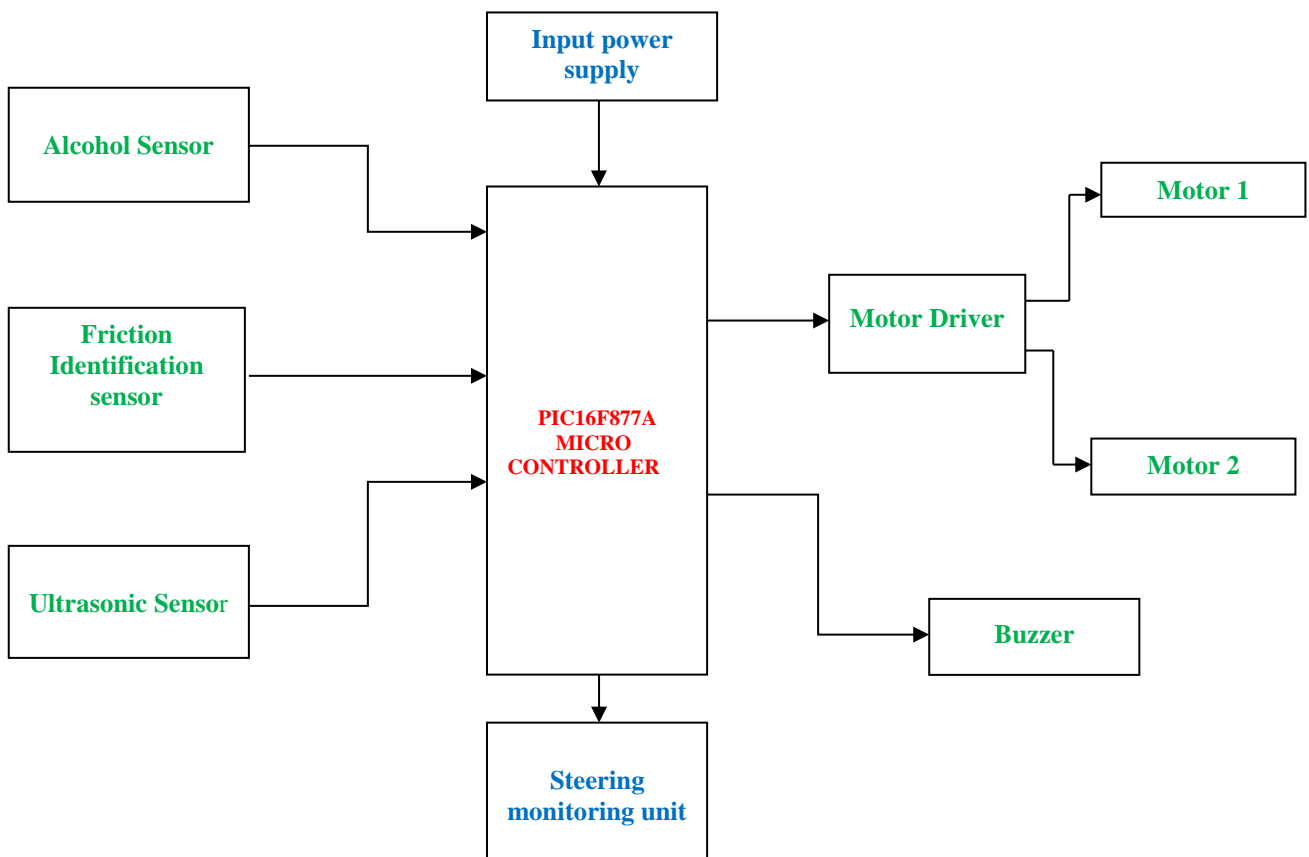 Input power
supply
Alcohol Sensor
Motor 1
Friction
Identification
sensor
Motor Driver
PIC16F877A
MICRO
CONTROLLER
Motor 2
Ultrasonic Sensor
Buzzer
Steering
monitoring unit